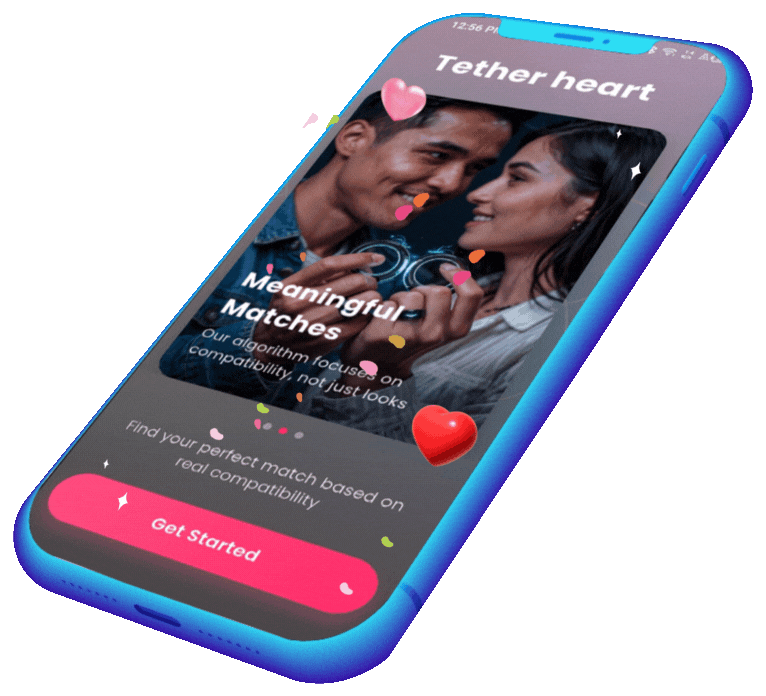 12:56 PM
Tether heart
Meaningful
Matches
Our algorithm focuses on
compatibility, not just looks
Find your perfect match based on
real compatibility
Get Started